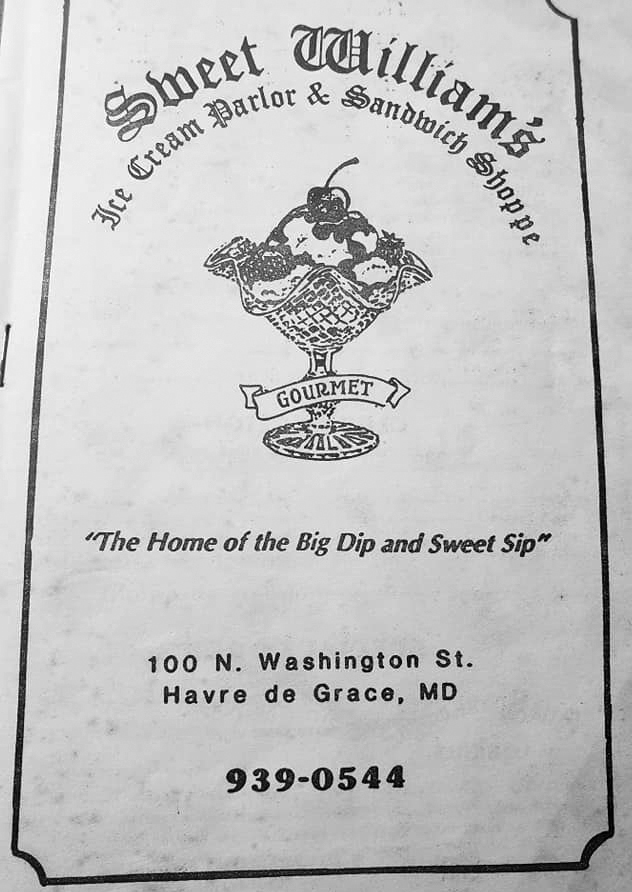 Sweet William's
Ice Cream Parlor & Sandwich Shoppe
GOURMET
"The Home of the Big Dip and Sweet Sip"
100 N. Washington St.
Havre de Grace, MD
939-0544